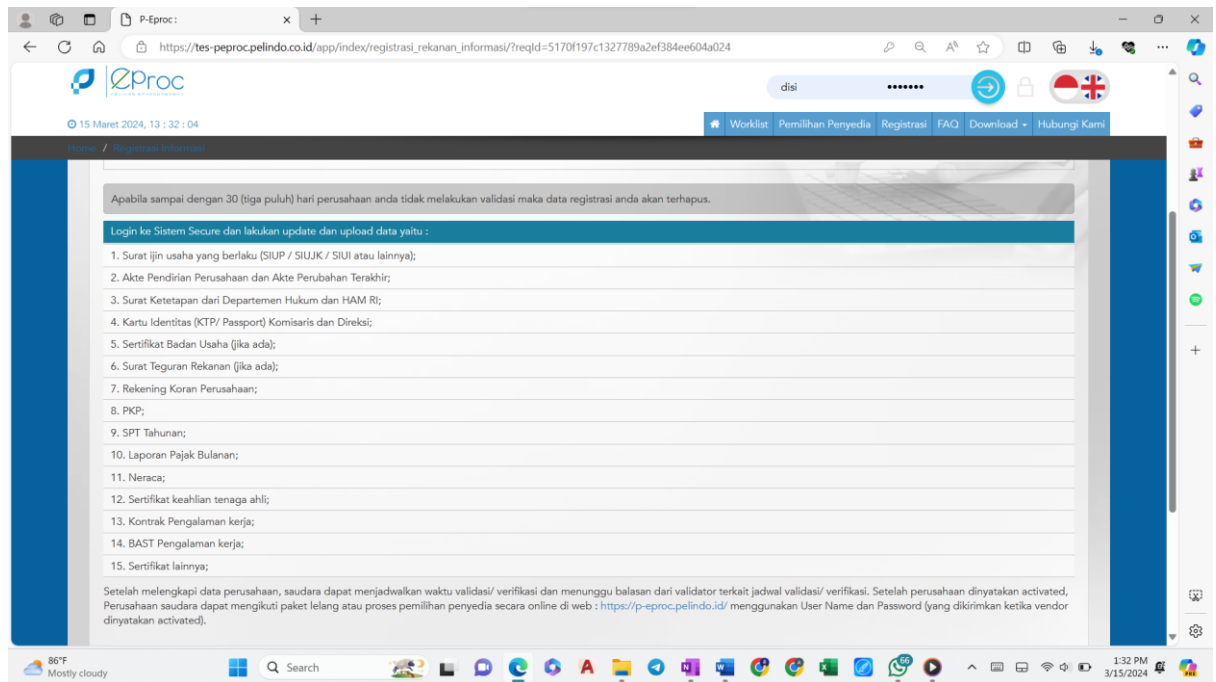 P-Eproc :
https://tes-peproc.pelindo.co.id/app/index/registrasi_rekanan_informasi/?reqId=5170f197c1327789a2ef384ee604a024
eProc
disi •••••••
15 Maret 2024, 13 : 32 : 04
Worklist Pemilihan Penyedia Registrasi FAQ Download Hubungi Kami
Home / Registrasi Informasi
Apabila sampai dengan 30 (tiga puluh) hari perusahaan anda tidak melakukan validasi maka data registrasi anda akan terhapus.
Login ke Sistem Secure dan lakukan update dan upload data yaitu :
1. Surat ijin usaha yang berlaku (SIUP / SIUJK / SIUI atau lainnya);
2. Akte Pendirian Perusahaan dan Akte Perubahan Terakhir;
3. Surat Ketetapan dari Departemen Hukum dan HAM RI;
4. Kartu Identitas (KTP/ Passport) Komisaris dan Direksi;
5. Sertifikat Badan Usaha (jika ada);
6. Surat Teguran Rekanan (jika ada);
7. Rekening Koran Perusahaan;
8. PKP;
9. SPT Tahunan;
10. Laporan Pajak Bulanan;
11. Neraca;
12. Sertifikat keahlian tenaga ahli;
13. Kontrak Pengalaman kerja;
14. BAST Pengalaman kerja;
15. Sertifikat lainnya;
Setelah melengkapi data perusahaan, saudara dapat menjadwalkan waktu validasi/ verifikasi dan menunggu balasan dari validator terkait jadwal validasi/ verifikasi. Setelah perusahaan dinyatakan activated,
Perusahaan saudara dapat mengikuti paket lelang atau proses pemilihan penyedia secara online di web : https://p-eproc.pelindo.id/ menggunakan User Name dan Password (yang dikirimkan ketika vendor
dinyatakan activated).
86°F
Mostly cloudy
Search
66
1:32 PM
3/15/2024